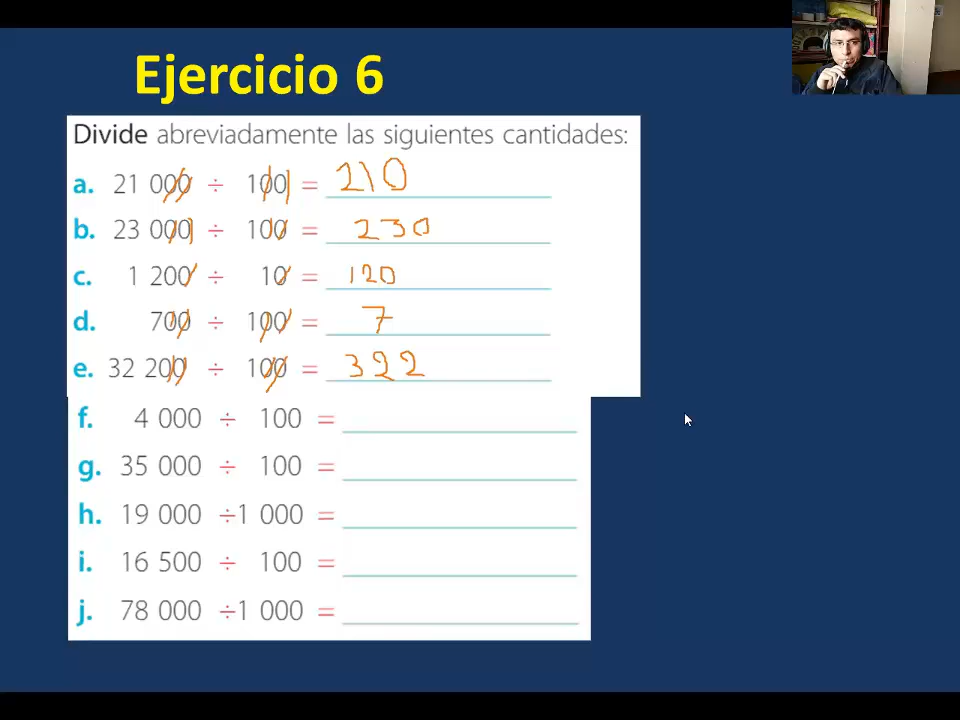 Ejercicio 6
Divide abreviadamente las siguientes cantidades:
a. 21 000 ÷ 100 = 210
b. 23 000 ÷ 100 = 230
c. 1 200 ÷ 10 = 120
d. 700 ÷ 100 = 7
e. 32 200 ÷ 100 = 322
f. 4 000 ÷ 100 =
g. 35 000 ÷ 100 =
h. 19 000 ÷1 000 =
i. 16 500 ÷ 100 =
j. 78 000 ÷1 000 =